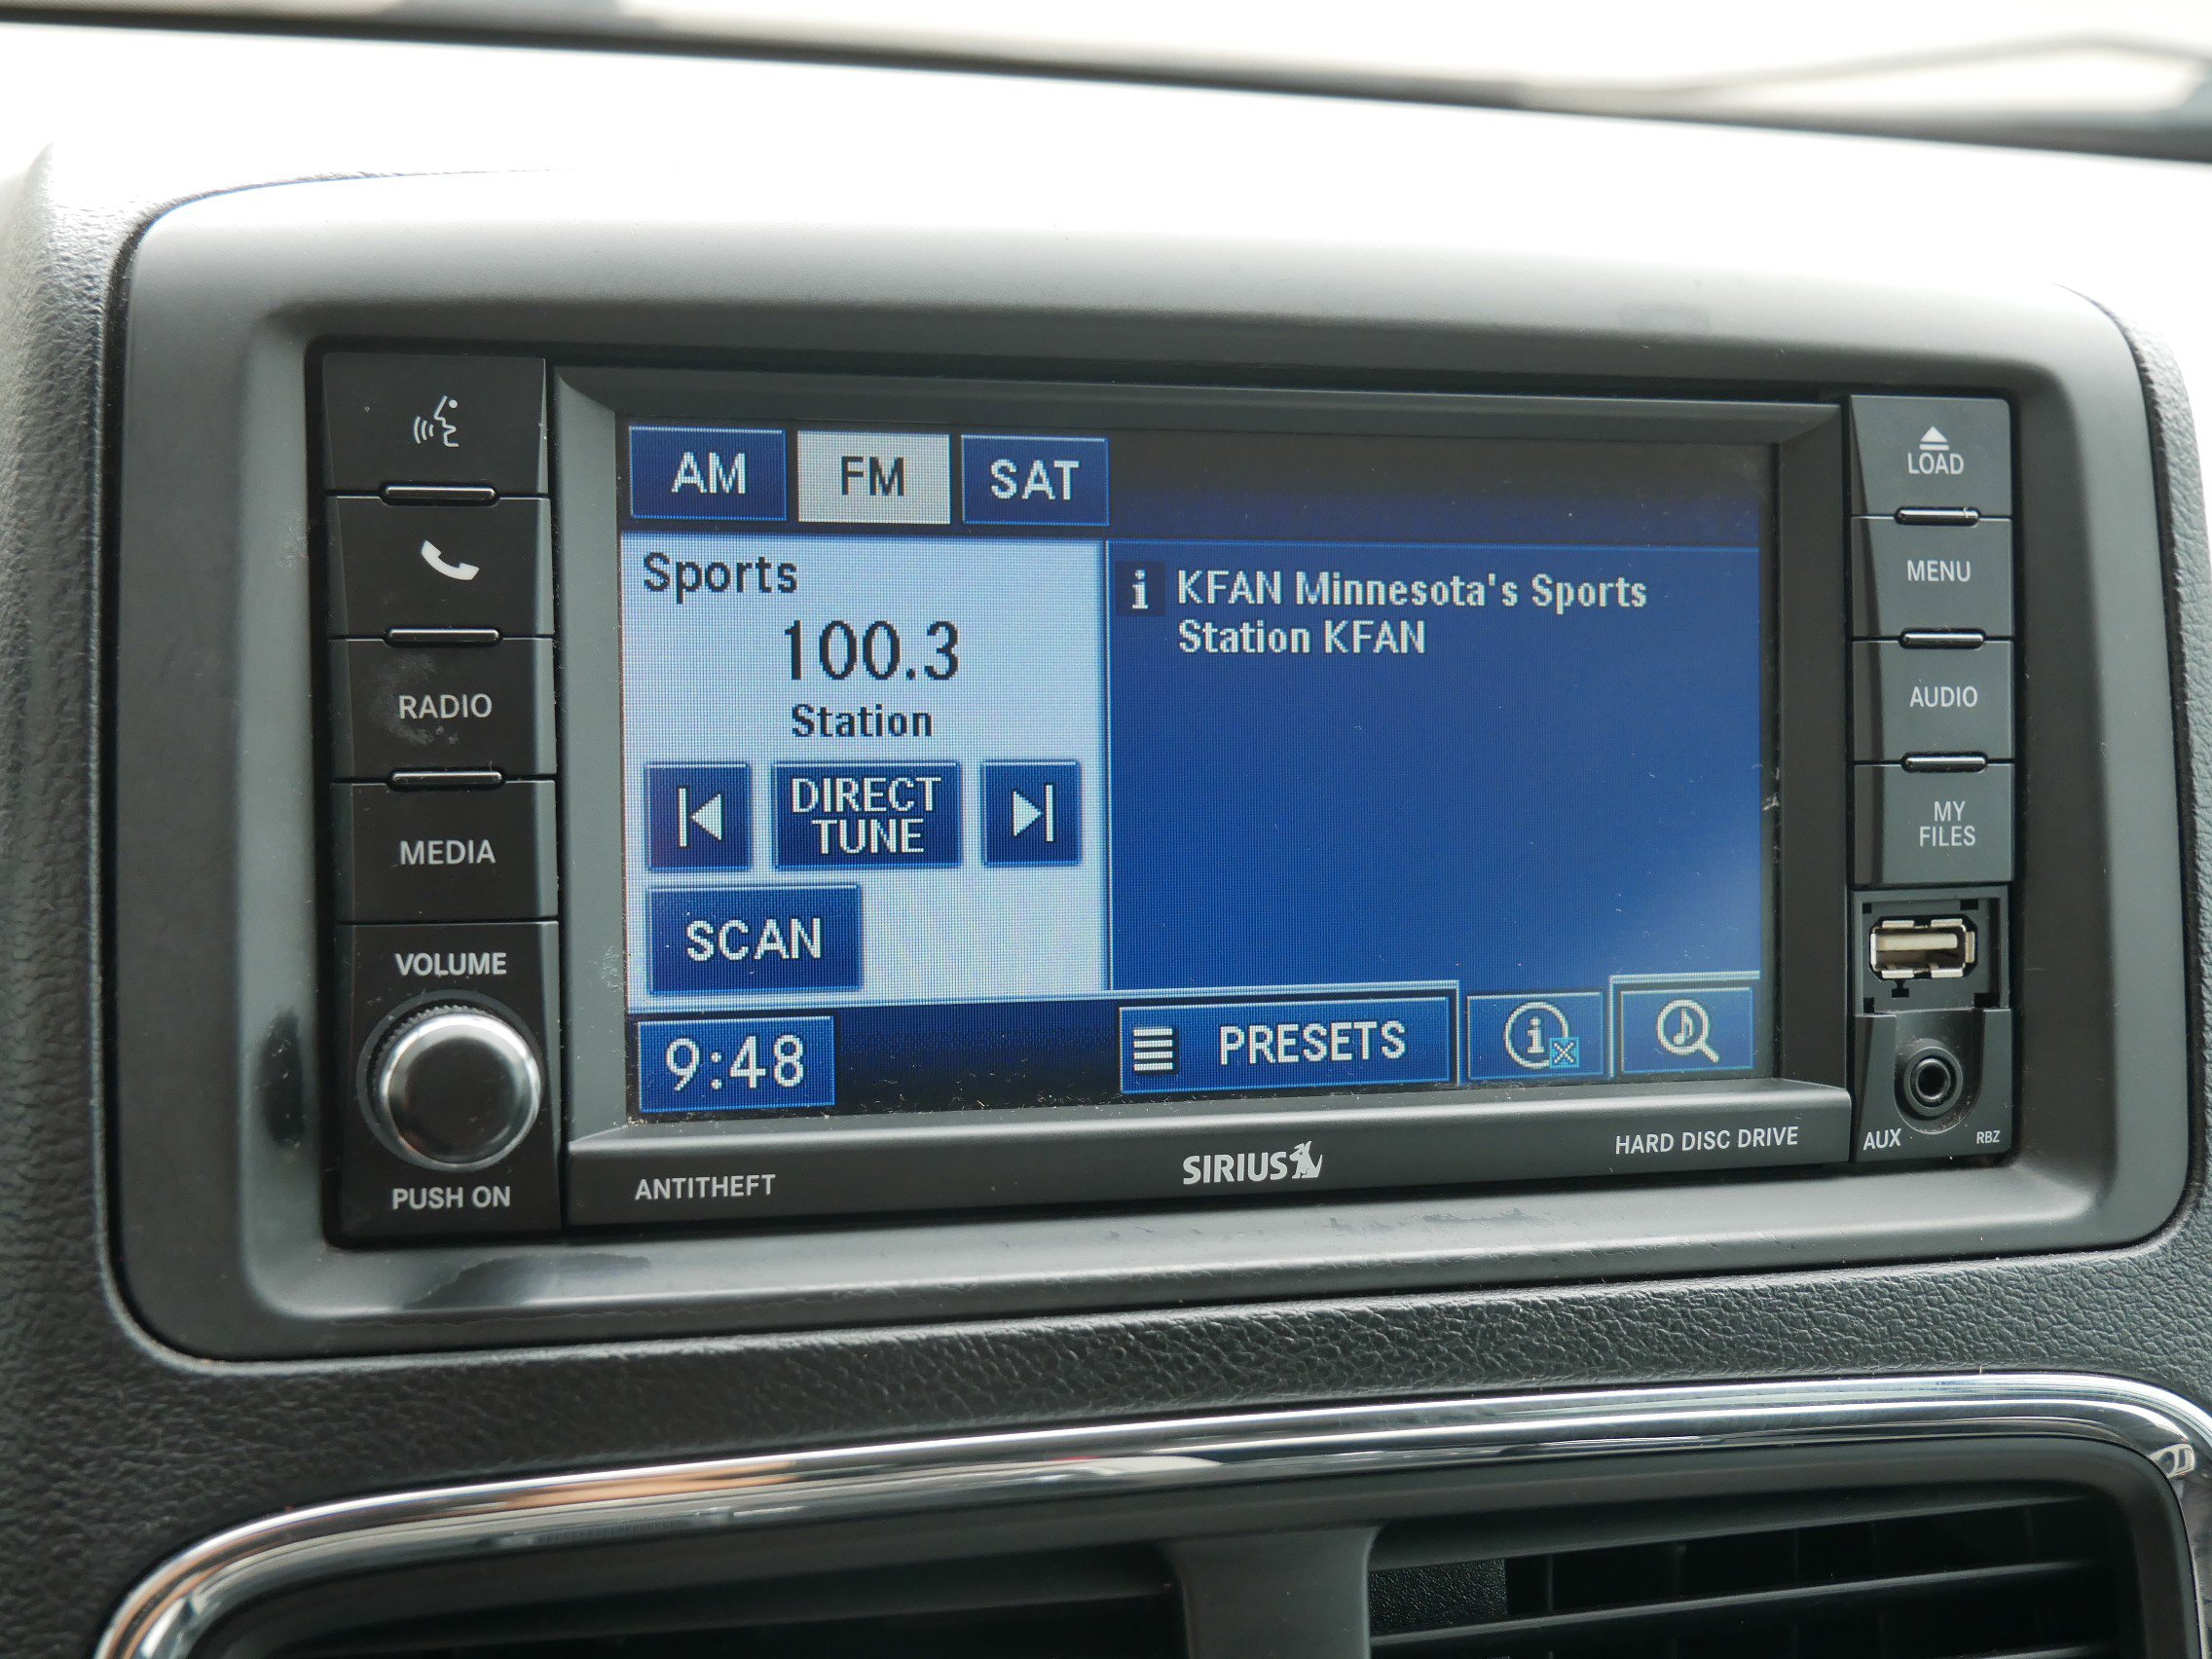 AM FM SAT
Sports
100.3
Station
DIRECT
TUNE
SCAN
9:48
i KFAN Minnesota's Sports
Station KFAN
PRESETS
i
RADIO
MEDIA
VOLUME
PUSH ON
LOAD
MENU
AUDIO
MY
FILES
AUX RBZ
ANTITHEFT
SIRIUS
HARD DISC DRIVE